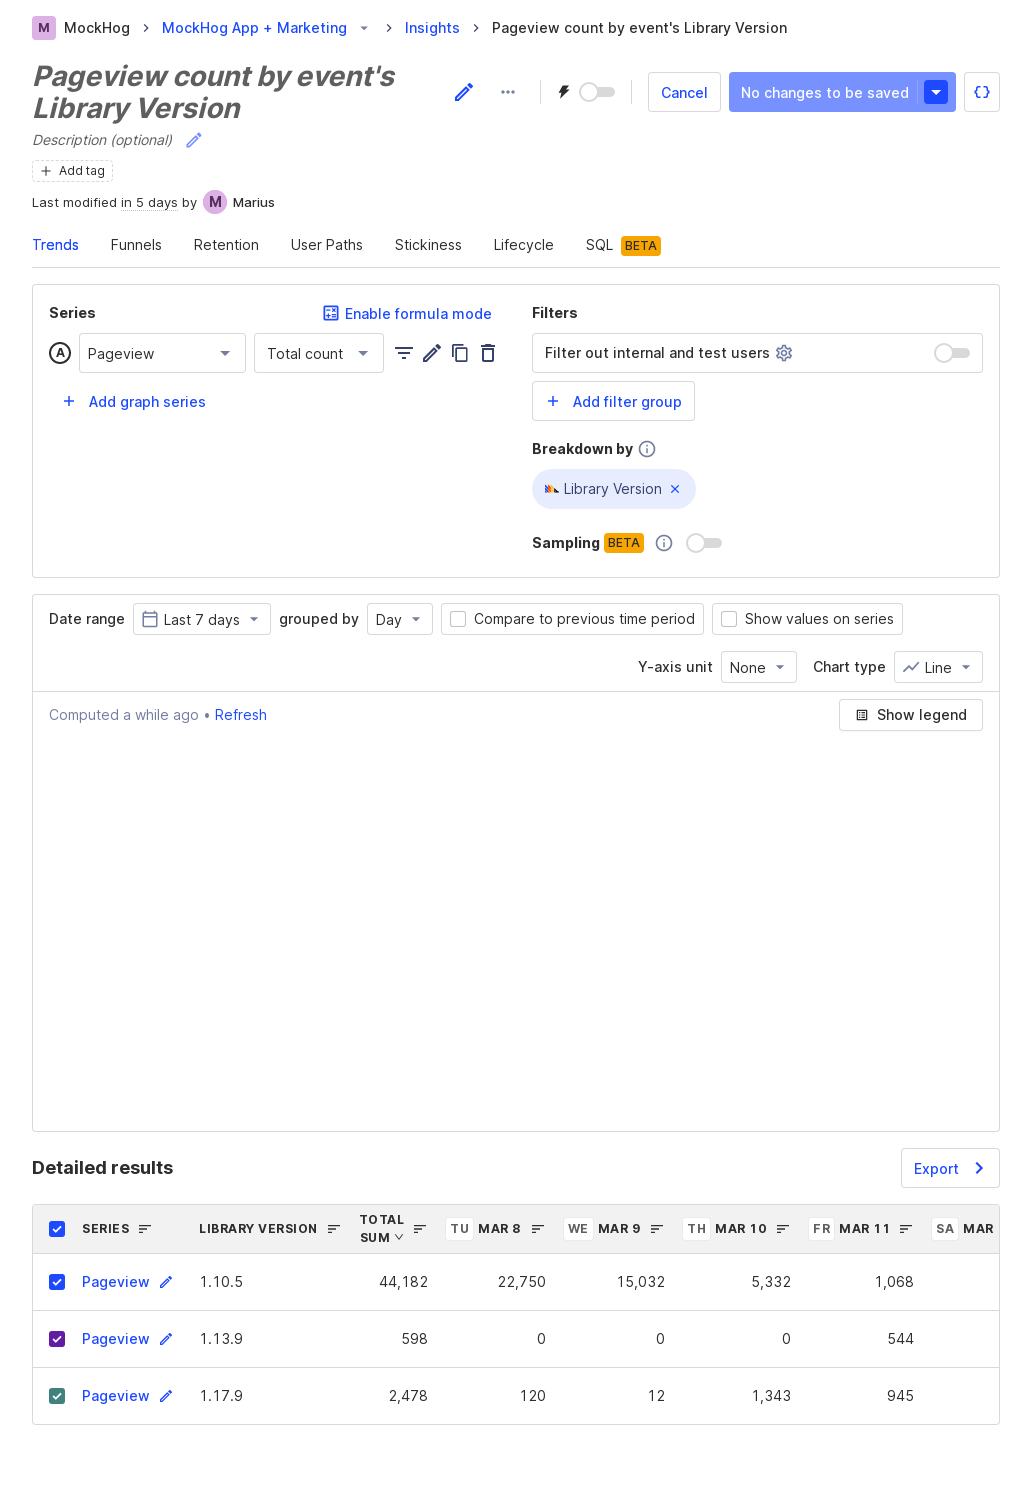 M MockHog > MockHog App + Marketing > Insights > Pageview count by event's Library Version
Pageview count by event's
Library Version
Cancel
No changes to be saved
Description (optional)
Add tag
Last modified in 5 days by M Marius
Trends Funnels Retention User Paths Stickiness Lifecycle SQL BETA
Series
Enable formula mode
Filters
A Pageview Total count
Filter out internal and test users
Add graph series
Add filter group
Breakdown by
Library Version
Sampling BETA
Date range Last 7 days grouped by Day Compare to previous time period Show values on series
Y-axis unit None Chart type Line
Computed a while ago • Refresh
Show legend
Detailed results
Export
SERIES LIBRARY VERSION TOTAL SUM TU MAR 8 WE MAR 9 TH MAR 10 FR MAR 11 SA MAR
Pageview 1.10.5 44,182 22,750 15,032 5,332 1,068
Pageview 1.13.9 598 0 0 0 544
Pageview 1.17.9 2,478 120 12 1,343 945